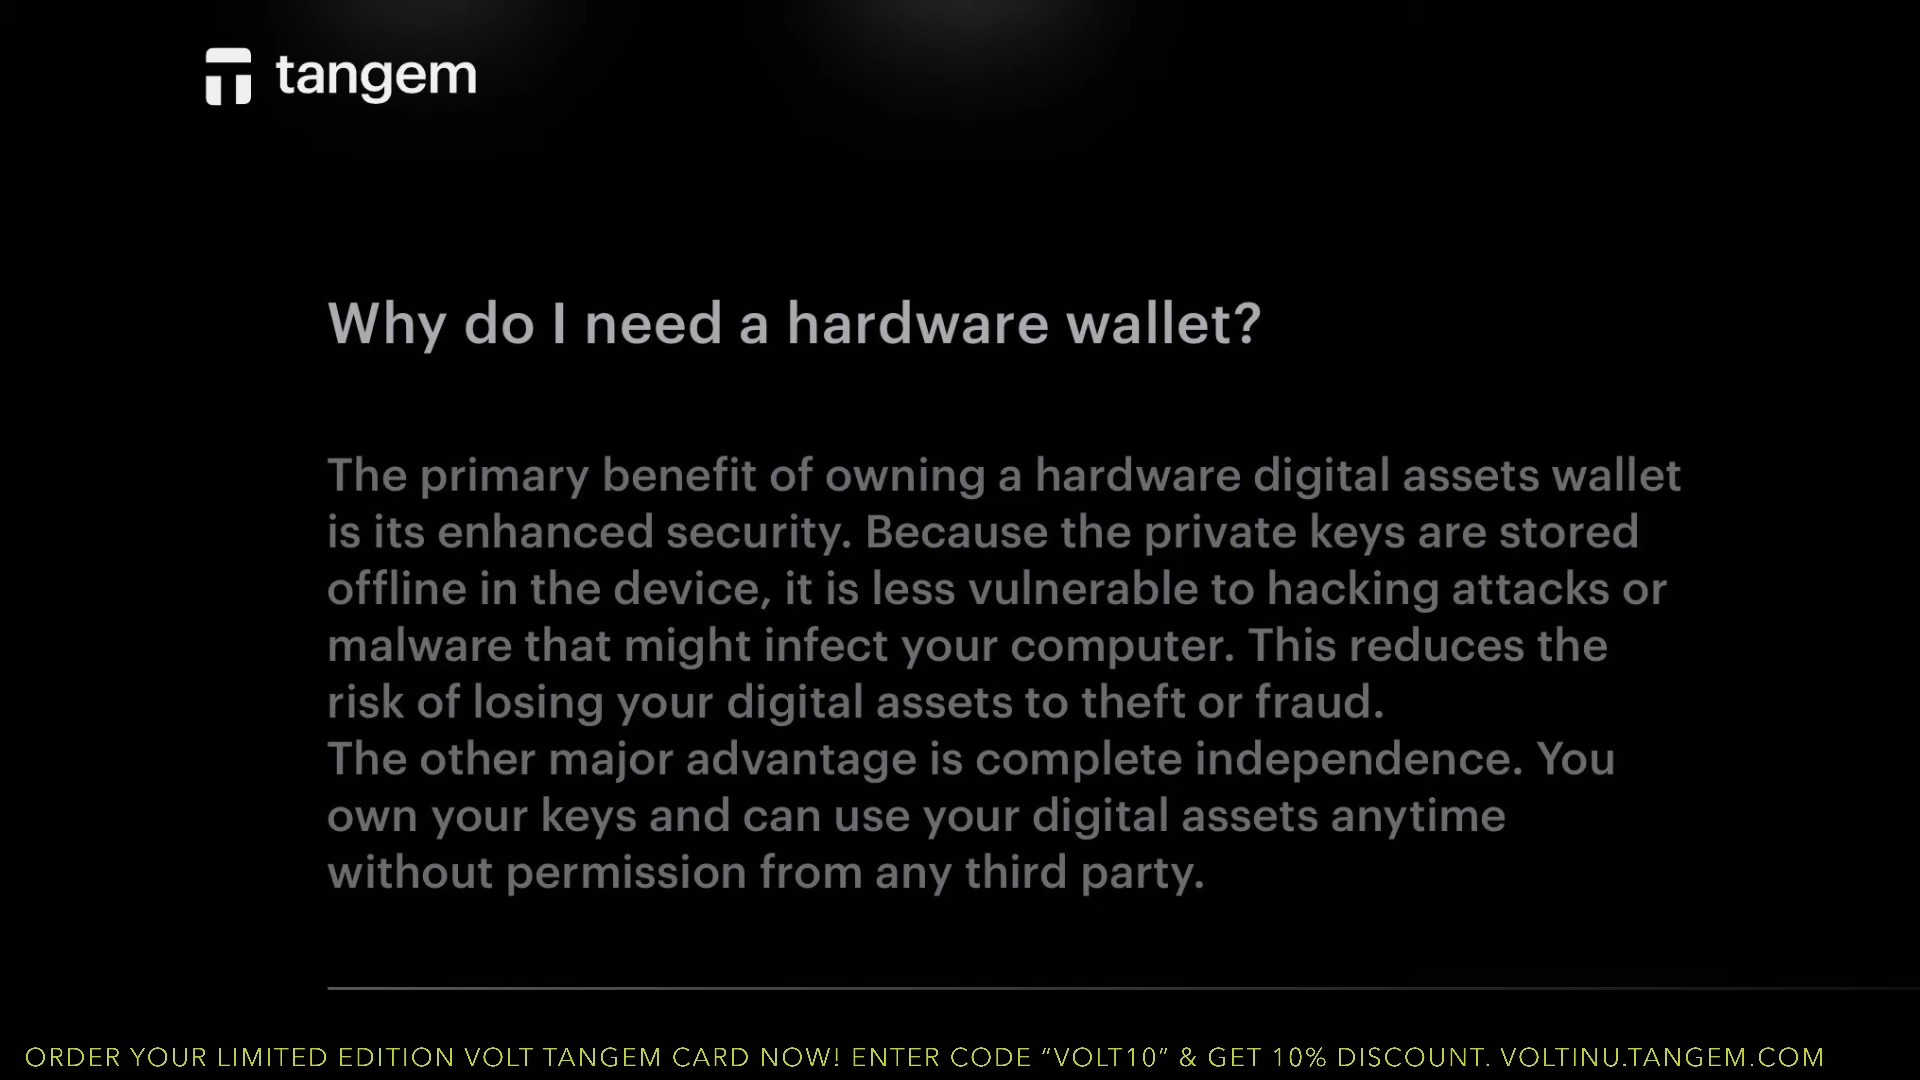 tangem
Why do I need a hardware wallet?
The primary benefit of owning a hardware digital assets wallet
is its enhanced security. Because the private keys are stored
offline in the device, it is less vulnerable to hacking attacks or
malware that might infect your computer. This reduces the
risk of losing your digital assets to theft or fraud.
The other major advantage is complete independence. You
own your keys and can use your digital assets anytime
without permission from any third party.
ORDER YOUR LIMITED EDITION VOLT TANGEM CARD NOW! ENTER CODE “VOLT10” & GET 10% DISCOUNT. VOLTINU.TANGEM.COM